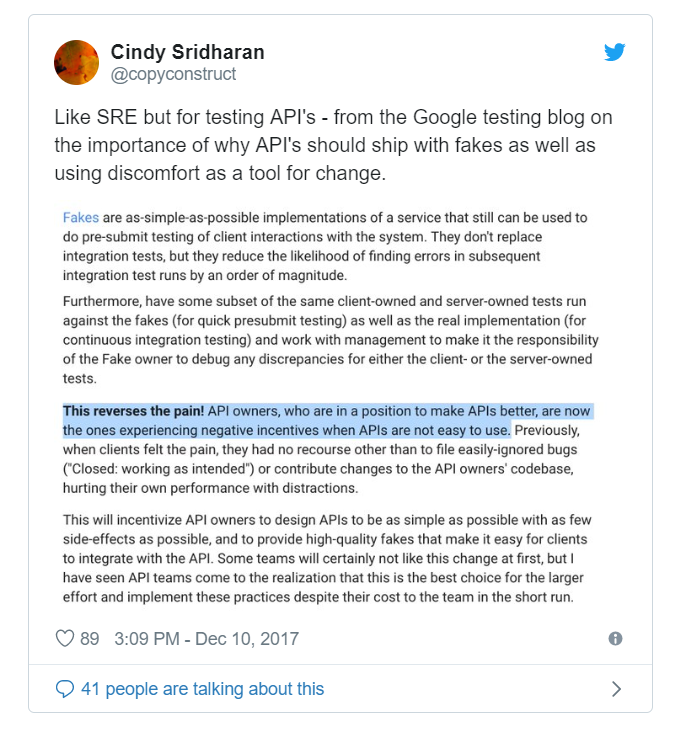 Cindy Sridharan
@copyconstruct
Like SRE but for testing API's - from the Google testing blog on
the importance of why API's should ship with fakes as well as
using discomfort as a tool for change.
Fakes are as-simple-as-possible implementations of a service that still can be used to
do pre-submit testing of client interactions with the system. They don't replace
integration tests, but they reduce the likelihood of finding errors in subsequent
integration test runs by an order of magnitude.
Furthermore, have some subset of the same client-owned and server-owned tests run
against the fakes (for quick presubmit testing) as well as the real implementation (for
continuous integration testing) and work with management to make it the responsibility
of the Fake owner to debug any discrepancies for either the client- or the server-owned
tests.
This reverses the pain! API owners, who are in a position to make APIs better, are now
the ones experiencing negative incentives when APIs are not easy to use. Previously,
when clients felt the pain, they had no recourse other than to file easily-ignored bugs
("Closed: working as intended") or contribute changes to the API owners' codebase,
hurting their own performance with distractions.
This will incentivize API owners to design APIs to be as simple as possible with as few
side-effects as possible, and to provide high-quality fakes that make it easy for clients
to integrate with the API. Some teams will certainly not like this change at first, but I
have seen API teams come to the realization that this is the best choice for the larger
effort and implement these practices despite their cost to the team in the short run.
89 3:09 PM - Dec 10, 2017
41 people are talking about this